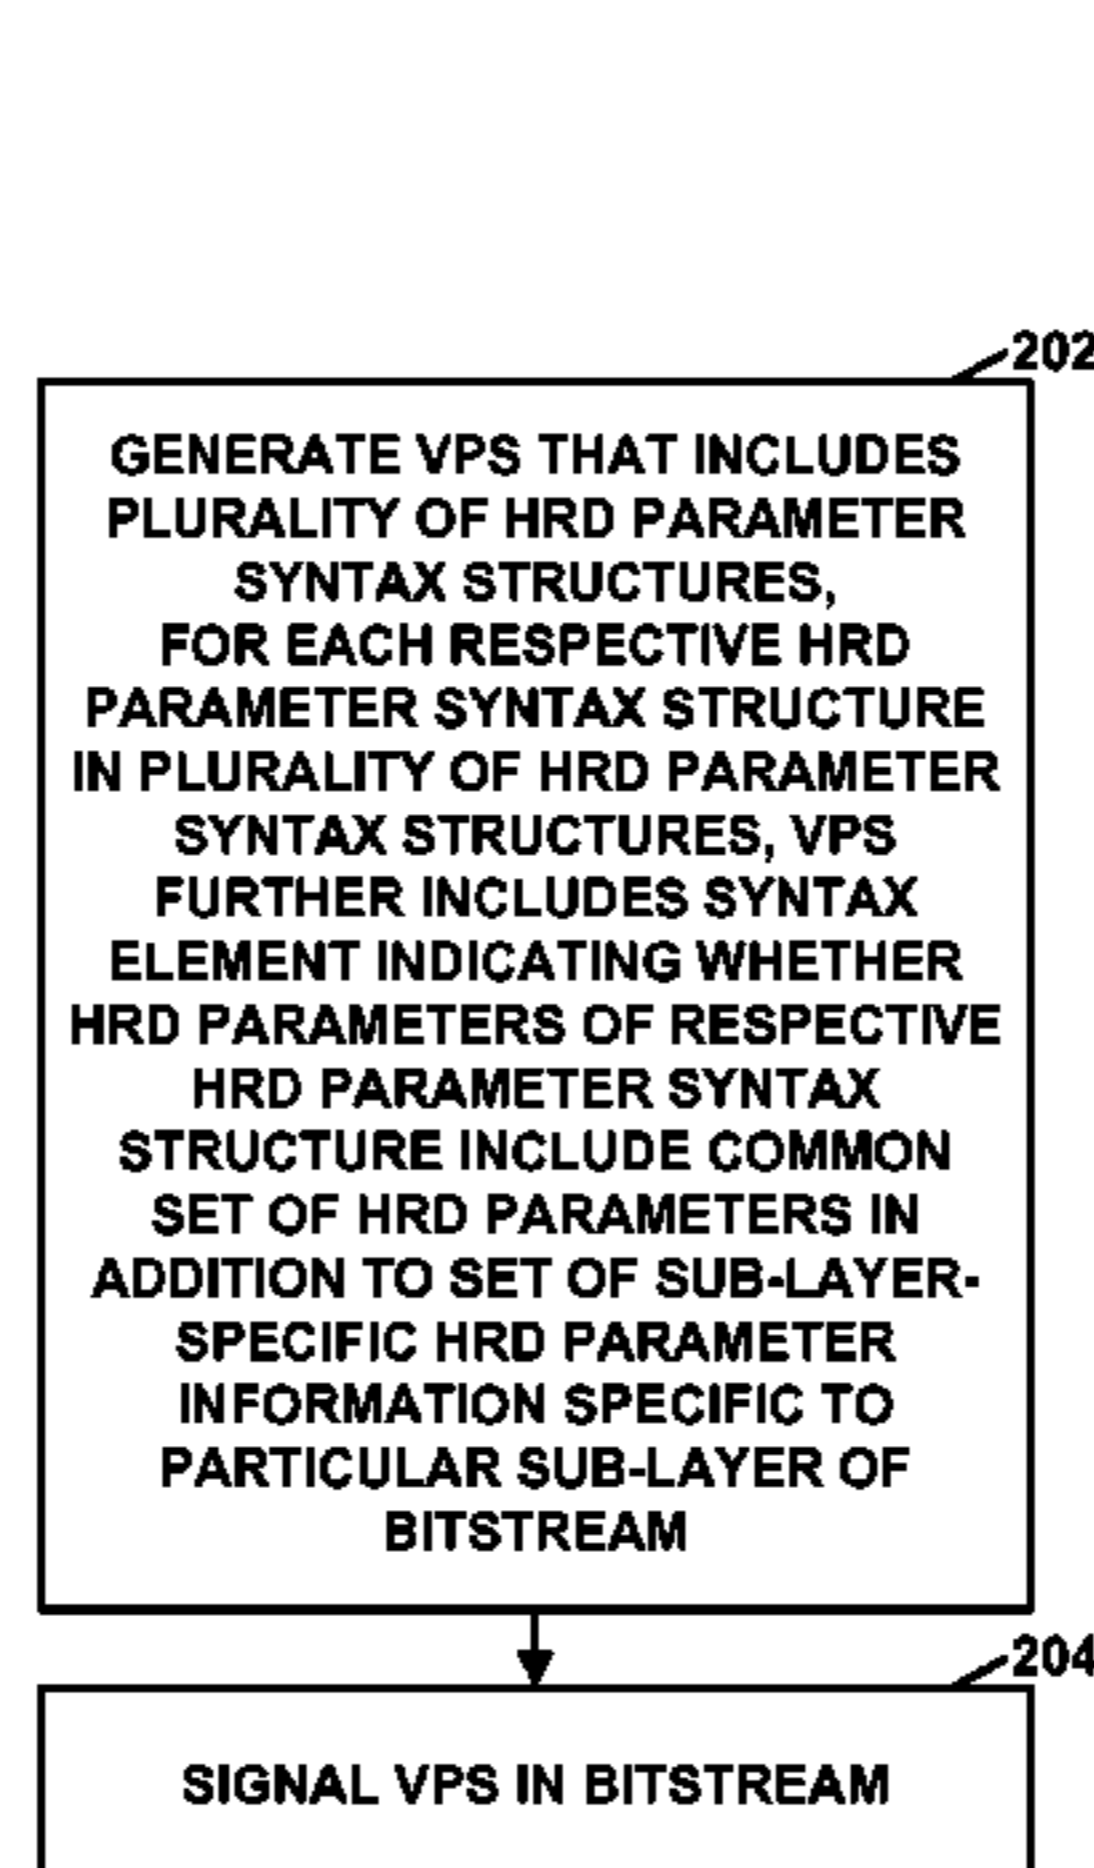 202
GENERATE VPS THAT INCLUDES
PLURALITY OF HRD PARAMETER
SYNTAX STRUCTURES,
FOR EACH RESPECTIVE HRD
PARAMETER SYNTAX STRUCTURE
IN PLURALITY OF HRD PARAMETER
SYNTAX STRUCTURES, VPS
FURTHER INCLUDES SYNTAX
ELEMENT INDICATING WHETHER
HRD PARAMETERS OF RESPECTIVE
HRD PARAMETER SYNTAX
STRUCTURE INCLUDE COMMON
SET OF HRD PARAMETERS IN
ADDITION TO SET OF SUB-LAYER-
SPECIFIC HRD PARAMETER
INFORMATION SPECIFIC TO
PARTICULAR SUB-LAYER OF
BITSTREAM
204
SIGNAL VPS IN BITSTREAM